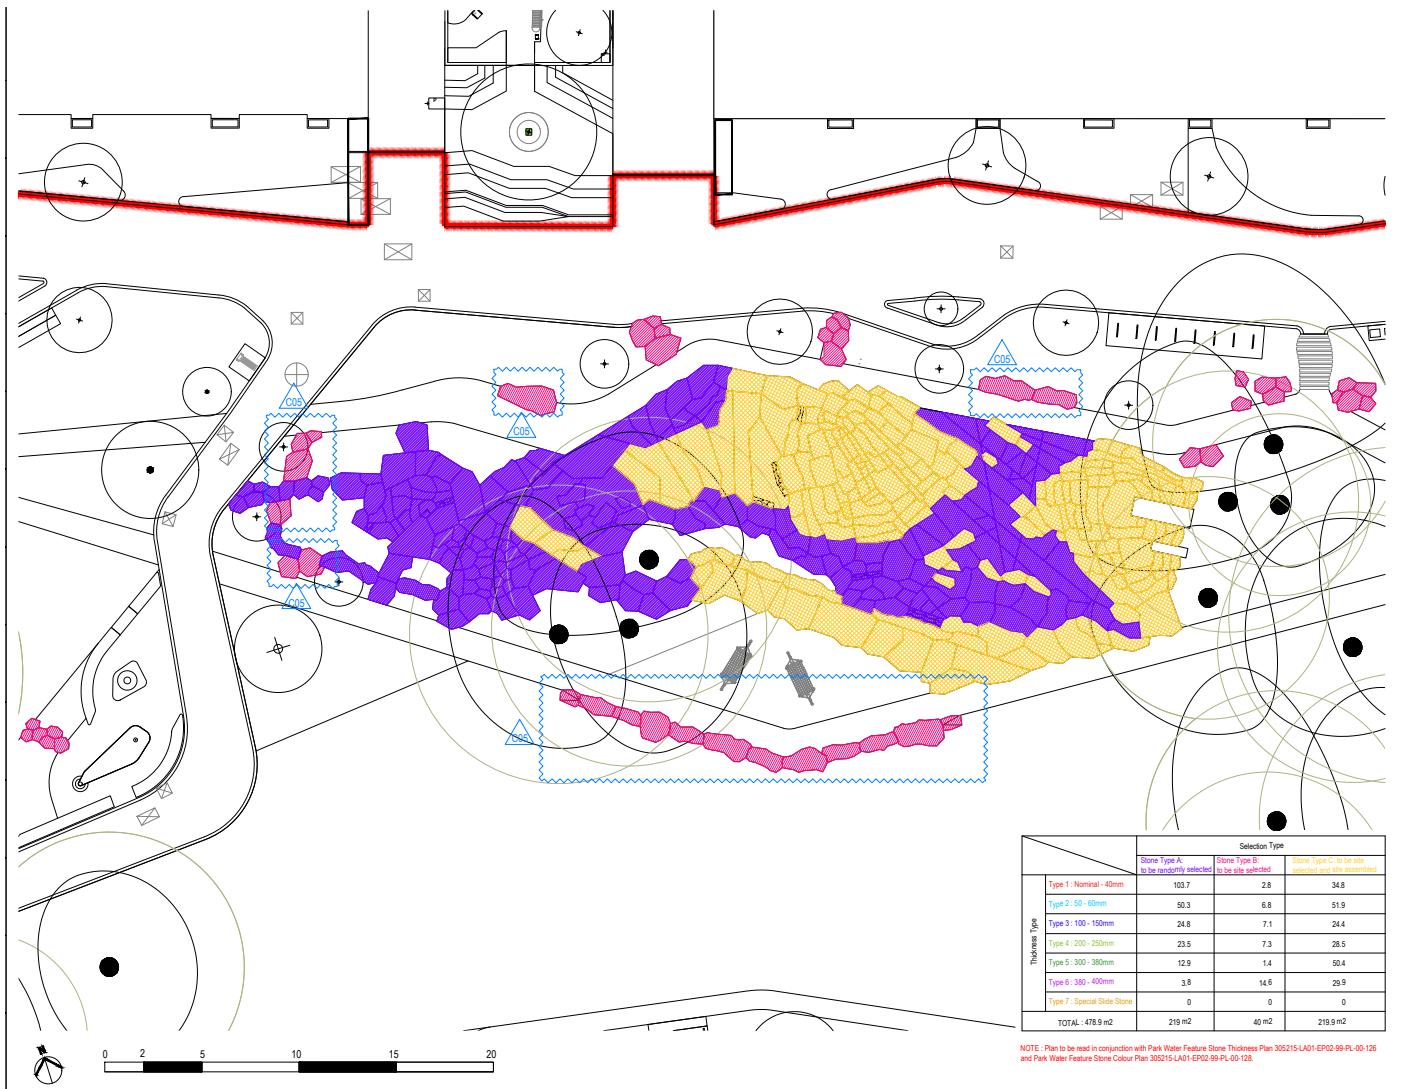 C05
C05
C05
C05
C05
Selection Type
Stone Type A:
to be randomly selected
Stone Type B:
to be site selected
Stone Type C: to be site
selected and site assembled
Thickness Type
Type 1 : Nominal - 40mm 103.7 2.8 34.8
Type 2 : 50 - 60mm 50.3 6.8 51.9
Type 3 : 100 - 150mm 24.8 7.1 24.4
Type 4 : 200 - 250mm 23.5 7.3 28.5
Type 5 : 300 - 380mm 12.9 1.4 50.4
Type 6 : 380 - 400mm 3.8 14.6 29.9
Type 7 : Special Slide Stone 0 0 0
TOTAL : 478.9 m2 219 m2 40 m2 219.9 m2
NOTE : Plan to be read in conjunction with Park Water Feature Stone Thickness Plan 305215-LA01-EP02-99-PL-00-126
and Park Water Feature Stone Colour Plan 305215-LA01-EP02-99-PL-00-128.
N
0 2 5 10 15 20